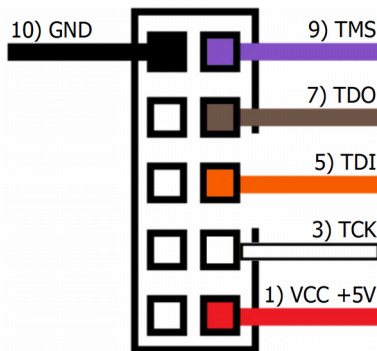 10) GND
9) TMS
7) TDO
5) TDI
3) TCK
1) VCC +5V